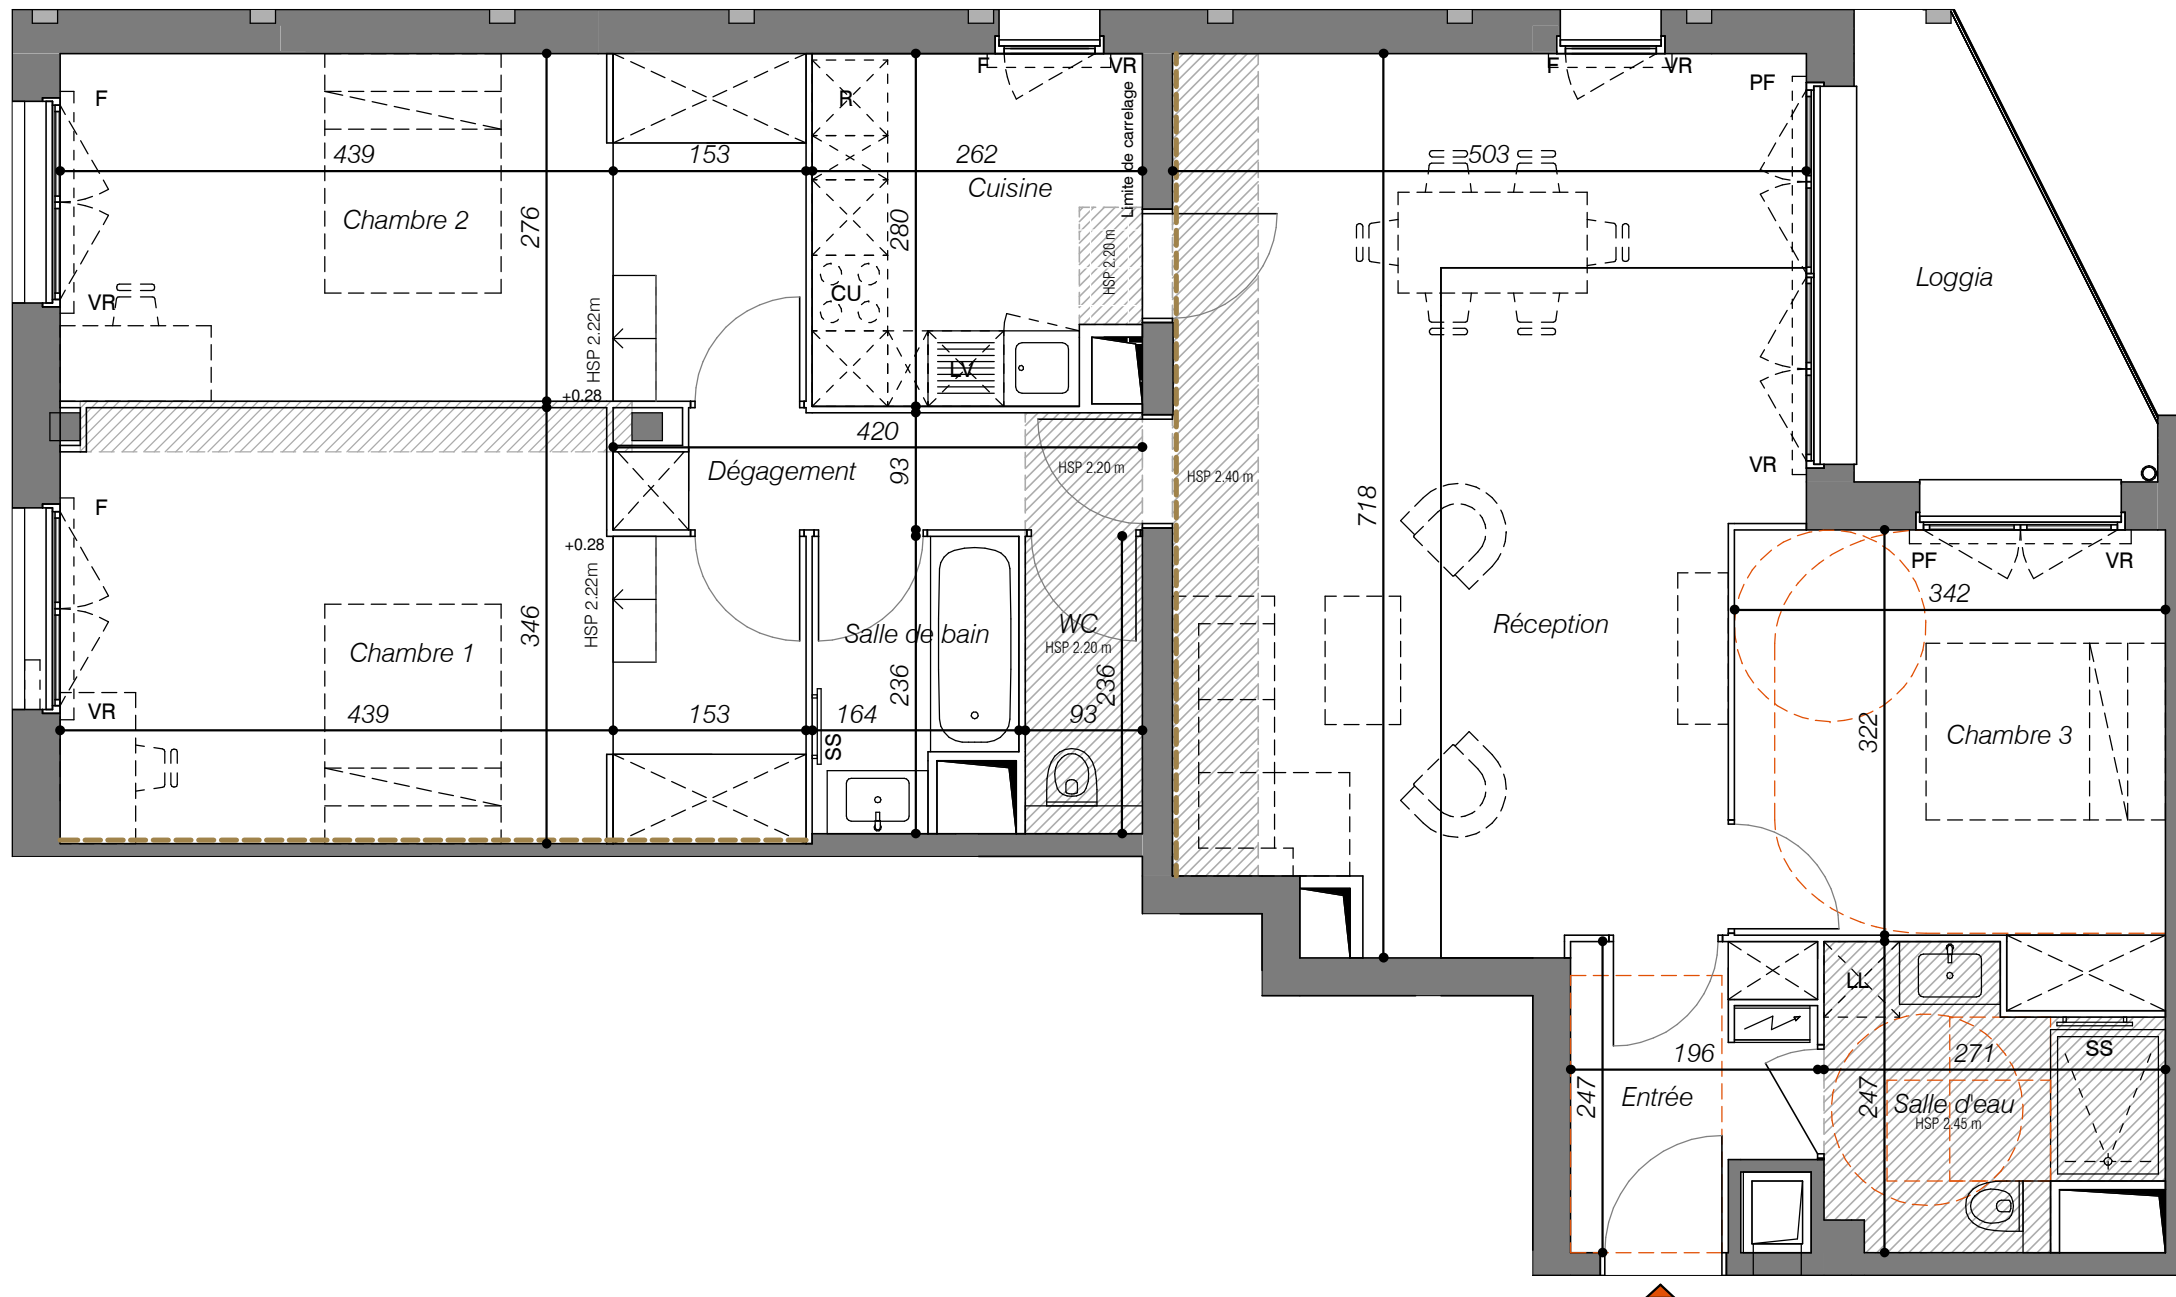 F
VR
F
VR
PF
F
R
Limite de carrelage
439
153
262
503
Cuisine
Chambre 2
276
280
HSP 2.20 m
Loggia
VR
CU
HSP 2.22m
LV
+0.28
420
Dégagement
93
HSP 2.20 m
HSP 2.40 m
VR
718
F
+0.28
PF
VR
HSP 2.22m
342
346
Chambre 1
Salle de bain
WC
HSP 2.20 m
Réception
236
236
322
Chambre 3
VR
439
153
164
93
SS
LL
196
271
SS
247
Entrée
247
Salle d'eau
HSP 2.45 m